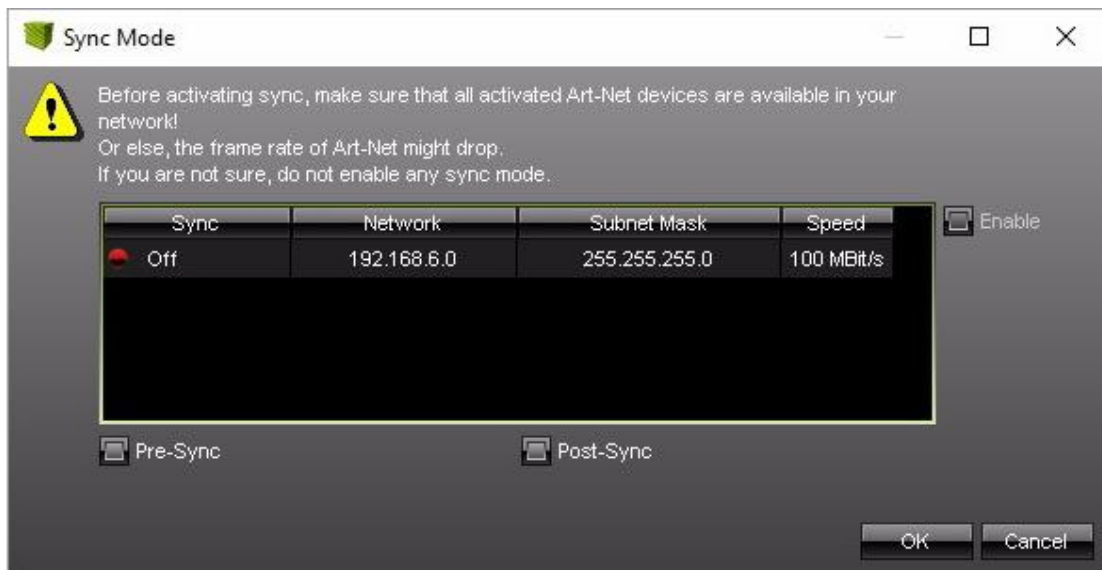 Sync Mode
Before activating sync, make sure that all activated Art-Net devices are available in your
network!
Or else, the frame rate of Art-Net might drop.
If you are not sure, do not enable any sync mode.
Sync Network Subnet Mask Speed
Enable
Off 192.168.6.0 255.255.255.0 100 MBit/s
Pre-Sync Post-Sync
OK Cancel